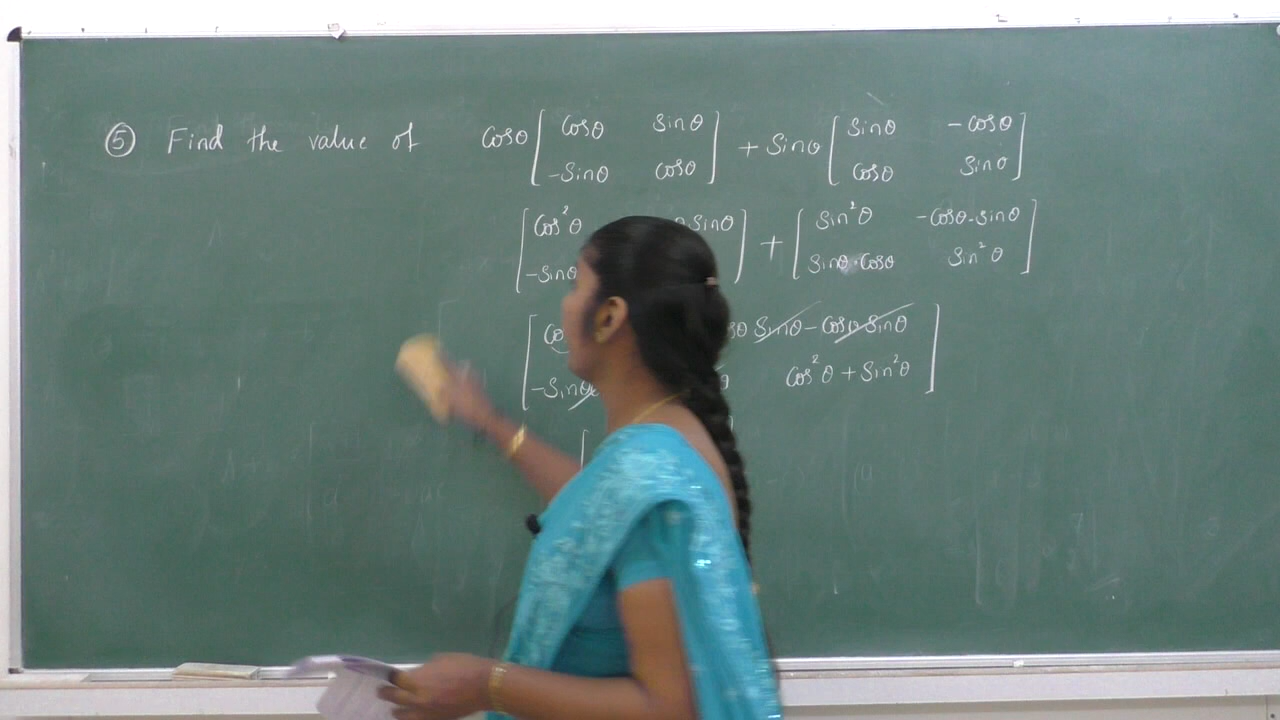 ⑤ Find the value of Cosθ [ Cosθ Sinθ ] + Sinθ [ Sinθ -Cosθ ]
[ -Sinθ Cosθ ] [ Cosθ Sinθ ]
[ Cos²θ Sinθ ] + [ Sin²θ -Cosθ.Sinθ ]
[ -Sinθ ] [ Sinθ.Cosθ Sin²θ ]
[ Sinθ - Cosθ Sinθ ]
[ -Sinθ Cos²θ + Sin²θ ]